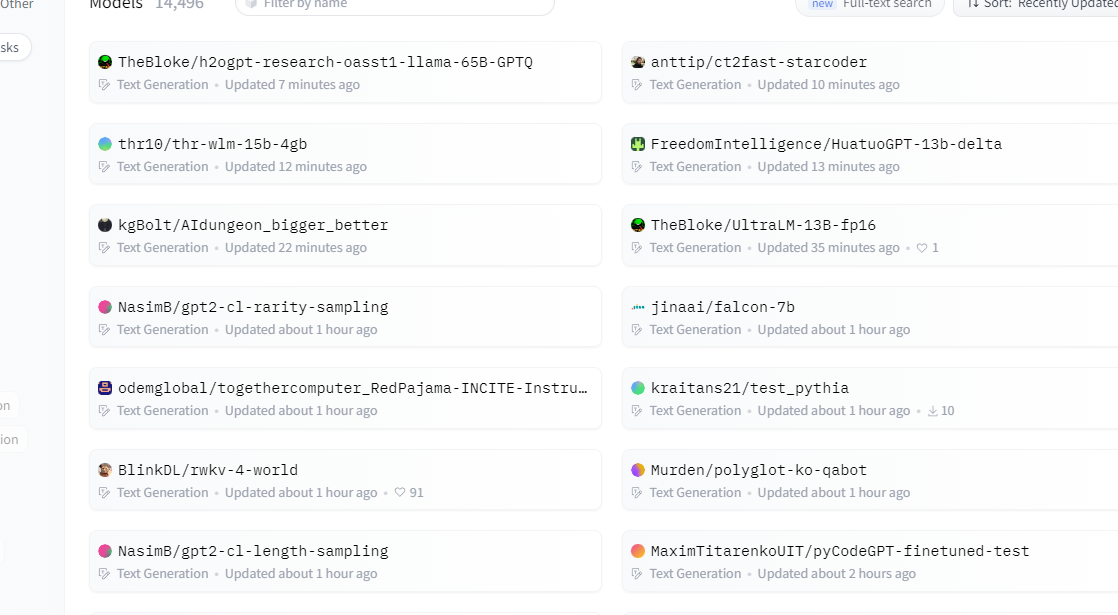 Other
Models 14,496
Filter by name
new Full-text search
Sort: Recently Updated
sks
TheBloke/h2ogpt-research-oasst1-llama-65B-GPTQ
Text Generation • Updated 7 minutes ago
anttip/ct2fast-starcoder
Text Generation • Updated 10 minutes ago
thr10/thr-wlm-15b-4gb
Text Generation • Updated 12 minutes ago
FreedomIntelligence/HuatuoGPT-13b-delta
Text Generation • Updated 13 minutes ago
kgBolt/AIdungeon_bigger_better
Text Generation • Updated 22 minutes ago
TheBloke/UltraLM-13B-fp16
Text Generation • Updated 35 minutes ago • 1
NasimB/gpt2-cl-rarity-sampling
Text Generation • Updated about 1 hour ago
jinaai/falcon-7b
Text Generation • Updated about 1 hour ago
odemglobal/togethercomputer_RedPajama-INCITE-Instru…
Text Generation • Updated about 1 hour ago
kraitans21/test_pythia
Text Generation • Updated about 1 hour ago • 10
on
ion
BlinkDL/rwkv-4-world
Text Generation • Updated about 1 hour ago • 91
Murden/polyglot-ko-qabot
Text Generation • Updated about 1 hour ago
NasimB/gpt2-cl-length-sampling
Text Generation • Updated about 1 hour ago
MaximTitarenkoUIT/pyCodeGPT-finetuned-test
Text Generation • Updated about 2 hours ago